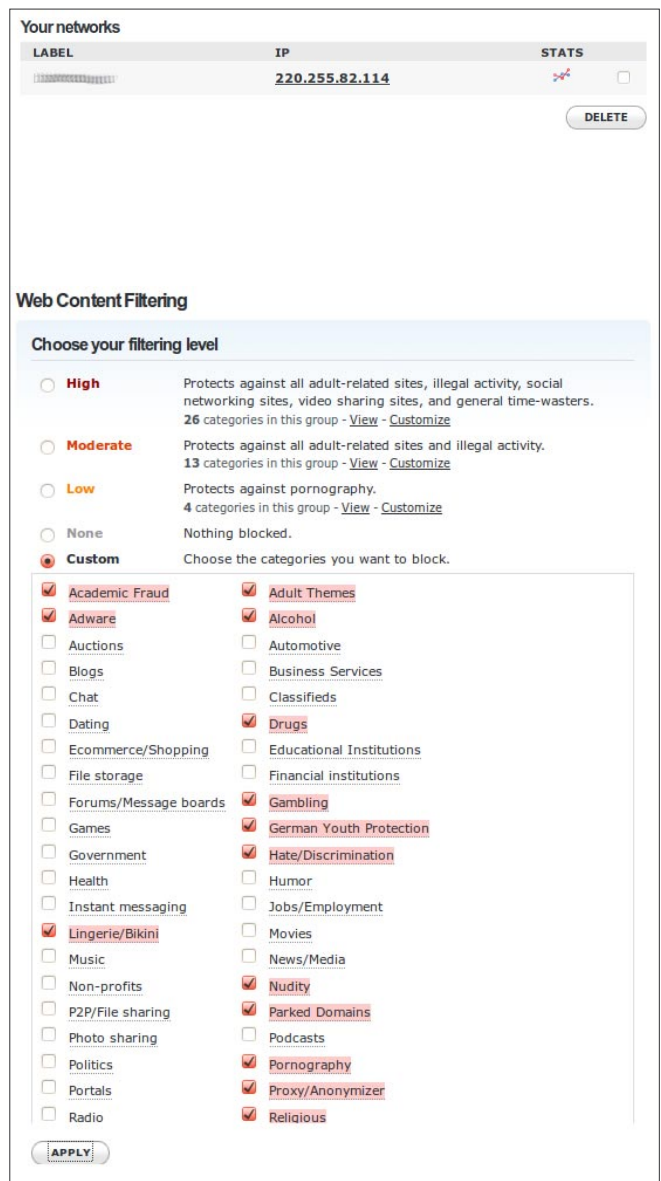 Your networks
LABEL IP STATS
220.255.82.114
DELETE
Web Content Filtering
Choose your filtering level
High Protects against all adult-related sites, illegal activity, social
networking sites, video sharing sites, and general time-wasters.
26 categories in this group - View - Customize
Moderate Protects against all adult-related sites and illegal activity.
13 categories in this group - View - Customize
Low Protects against pornography.
4 categories in this group - View - Customize
None Nothing blocked.
Custom Choose the categories you want to block.
Academic Fraud Adult Themes
Adware Alcohol
Auctions Automotive
Blogs Business Services
Chat Classifieds
Dating Drugs
Ecommerce/Shopping Educational Institutions
File storage Financial institutions
Forums/Message boards Gambling
Games German Youth Protection
Government Hate/Discrimination
Health Humor
Instant messaging Jobs/Employment
Lingerie/Bikini Movies
Music News/Media
Non-profits Nudity
P2P/File sharing Parked Domains
Photo sharing Podcasts
Politics Pornography
Portals Proxy/Anonymizer
Radio Religious
APPLY